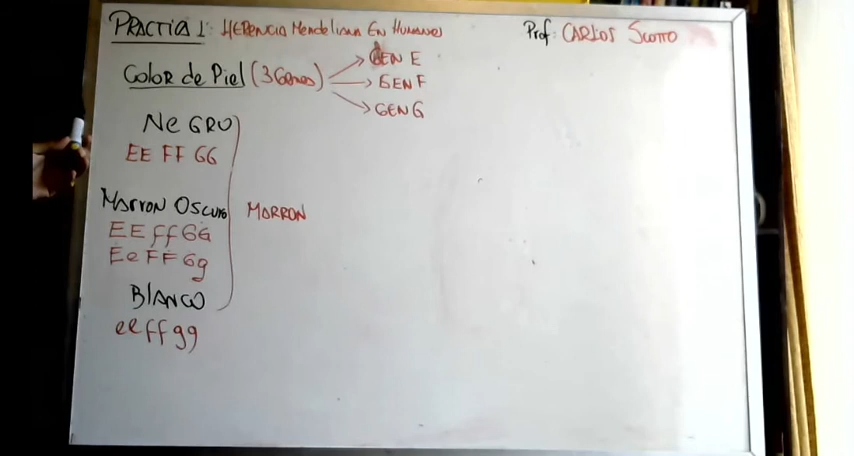 PRACTICA 1: HERENCIA MENDELIANA EN HUMANOS
Prof: CARLOS SCOTTO
Color de Piel (3 Genes)
GEN E
GEN F
GEN G
NEGRO
EE FF GG
MARRON OSCURO
MARRON
EE ff GG
Ee FF Gg
BLANCO
ee ff gg